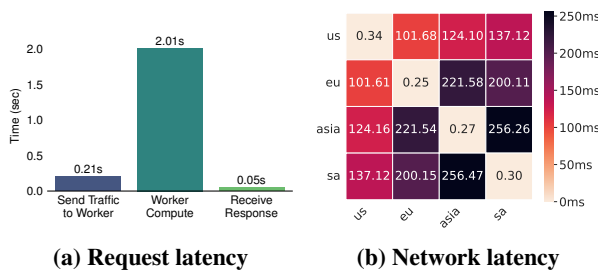 2.01s
2.0
1.5
1.0
0.5
0.0
Time (sec)
0.21s
0.05s
Send Traffic
to Worker
Worker
Compute
Receive
Response
(a) Request latency
us 0.34 101.68 124.10 137.12
eu 101.61 0.25 221.58 200.11
asia 124.16 221.54 0.27 256.26
sa 137.12 200.15 256.47 0.30
us eu asia sa
250ms
200ms
150ms
100ms
50ms
0ms
(b) Network latency